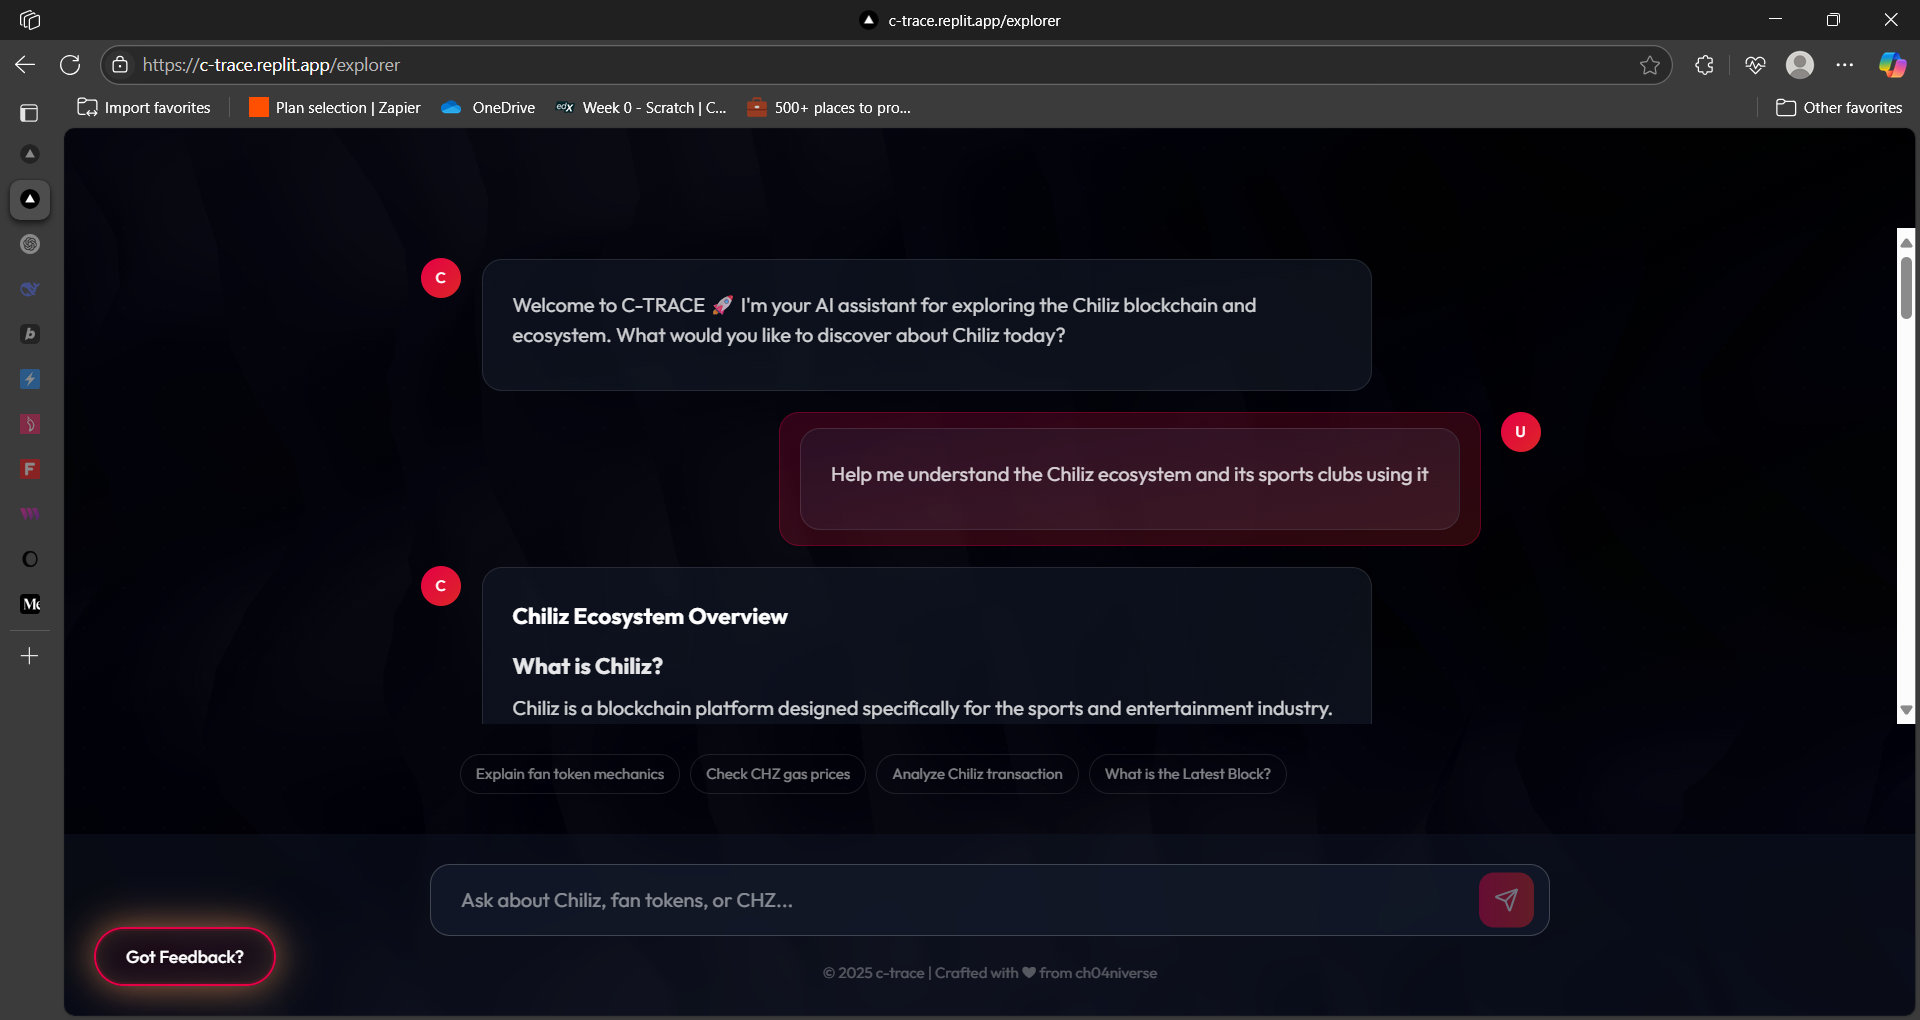 c-trace.replit.app/explorer
https://c-trace.replit.app/explorer
Import favorites
Plan selection | Zapier
OneDrive
edX
Week 0 - Scratch | C...
500+ places to pro...
Other favorites
C
Welcome to C-TRACE 🚀 I'm your AI assistant for exploring the Chiliz blockchain and
ecosystem. What would you like to discover about Chiliz today?
U
Help me understand the Chiliz ecosystem and its sports clubs using it
C
Chiliz Ecosystem Overview
What is Chiliz?
Chiliz is a blockchain platform designed specifically for the sports and entertainment industry.
Explain fan token mechanics
Check CHZ gas prices
Analyze Chiliz transaction
What is the Latest Block?
Ask about Chiliz, fan tokens, or CHZ...
Got Feedback?
© 2025 c-trace | Crafted with ♥ from ch04niverse
b
F
O
Me